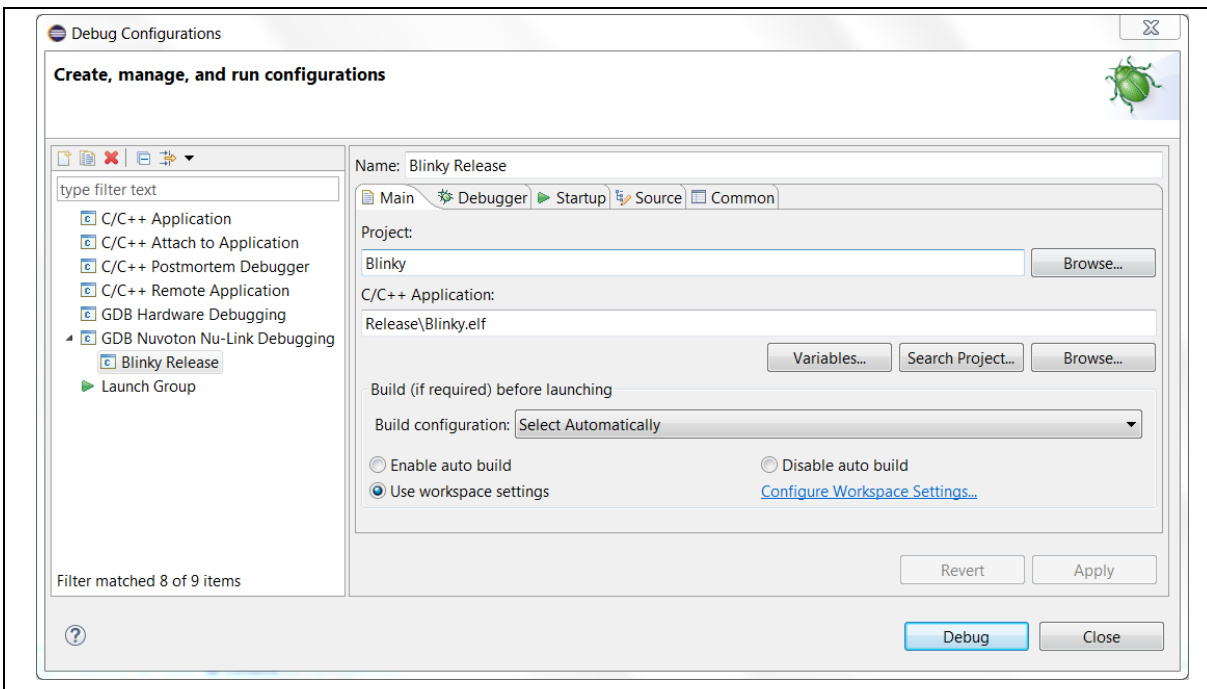 Debug Configurations
Create, manage, and run configurations
type filter text
C/C++ Application
C/C++ Attach to Application
C/C++ Postmortem Debugger
C/C++ Remote Application
GDB Hardware Debugging
GDB Nuvoton Nu-Link Debugging
Blinky Release
Launch Group
Filter matched 8 of 9 items
Name: Blinky Release
Main Debugger Startup Source Common
Project:
Blinky Browse...
C/C++ Application:
Release\Blinky.elf
Variables... Search Project... Browse...
Build (if required) before launching
Build configuration: Select Automatically
Enable auto build Disable auto build
Use workspace settings Configure Workspace Settings...
Revert Apply
? Debug Close